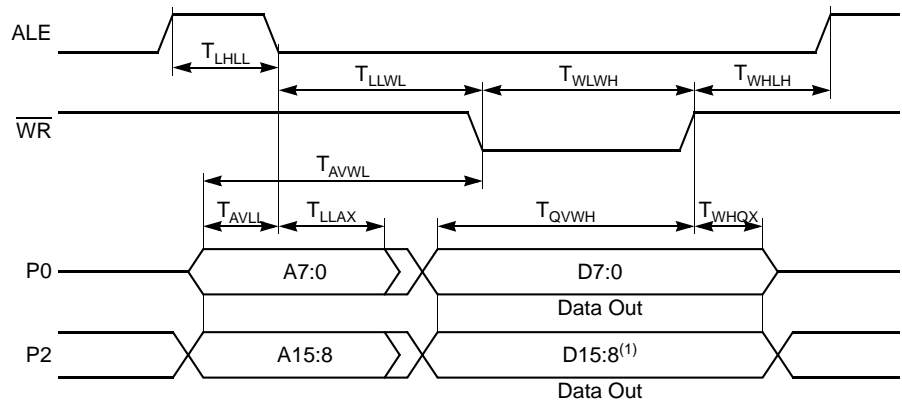 ALE
T_LHLL
T_LLWL T_WLWH T_WHLH
W̅R̅
T_AVWL
T_AVLL T_LLAX T_QVWH T_WHQX
P0 A7:0 D7:0
Data Out
P2 A15:8 D15:8⁽¹⁾
Data Out